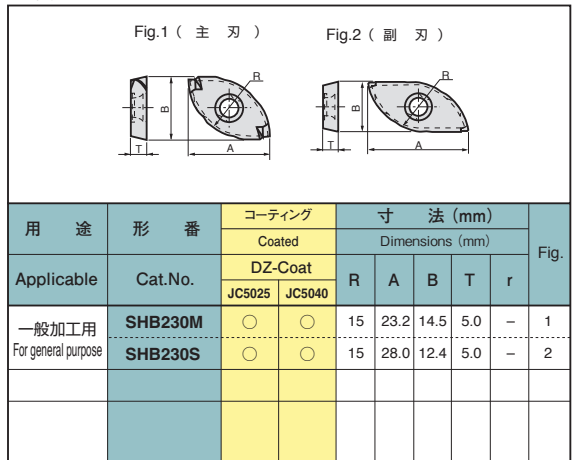 Fig.1 ( 主 刃 )
Fig.2 ( 副 刃 )
R
B
T
A
R
B
T
A
用 途 形 番 コーティング 寸 法 (mm) Fig.
Coated Dimensions (mm)
Applicable Cat.No. DZ-Coat R A B T r
JC5025 JC5040
一般加工用 SHB230M ○ ○ 15 23.2 14.5 5.0 – 1
For general purpose SHB230S ○ ○ 15 28.0 12.4 5.0 – 2